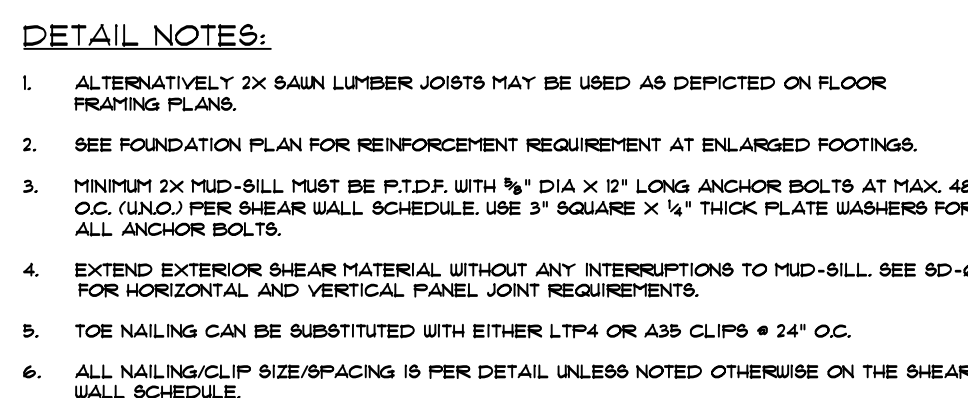 DETAIL NOTES:
1. ALTERNATIVELY 2X SAWN LUMBER JOISTS MAY BE USED AS DEPICTED ON FLOOR
FRAMING PLANS.
2. SEE FOUNDATION PLAN FOR REINFORCEMENT REQUIREMENT AT ENLARGED FOOTINGS.
3. MINIMUM 2X MUD-SILL MUST BE P.T.D.F. WITH 5/8" DIA X 12" LONG ANCHOR BOLTS AT MAX.
O.C. (U.N.O.) PER SHEAR WALL SCHEDULE. USE 3" SQUARE X 1/4" THICK PLATE WASHERS FOR
ALL ANCHOR BOLTS.
4. EXTEND EXTERIOR SHEAR MATERIAL WITHOUT ANY INTERRUPTIONS TO MUD-SILL. SEE
FOR HORIZONTAL AND VERTICAL PANEL JOINT REQUIREMENTS.
5. TOE NAILING CAN BE SUBSTITUTED WITH EITHER LTP4 OR A35 CLIPS @ 24" O.C.
6. ALL NAILING/CLIP SIZE/SPACING IS PER DETAIL UNLESS NOTED OTHERWISE ON THE SHEAR
WALL SCHEDULE.